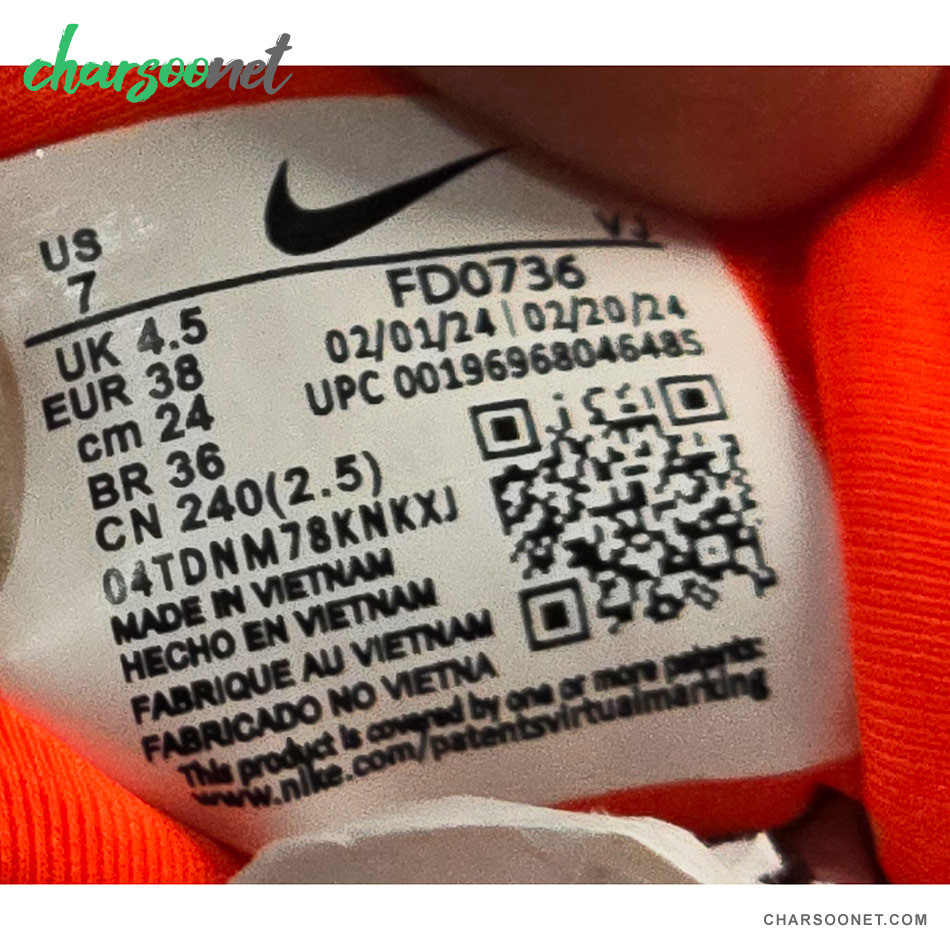 charsoonet
US
7
V3
FD0736
02/01/24 | 02/20/24
UPC 00196968046485
UK 4.5
EUR 38
cm 24
BR 36
CN 240(2.5)
04TDNM78KNKXJ
MADE IN VIETNAM
HECHO EN VIETNAM
FABRIQUE AU VIETNAM
FABRICADO NO VIETNA
This product is covered by one or more patents:
www.nike.com/patentsvirtualmarking
CHARSOONET.COM